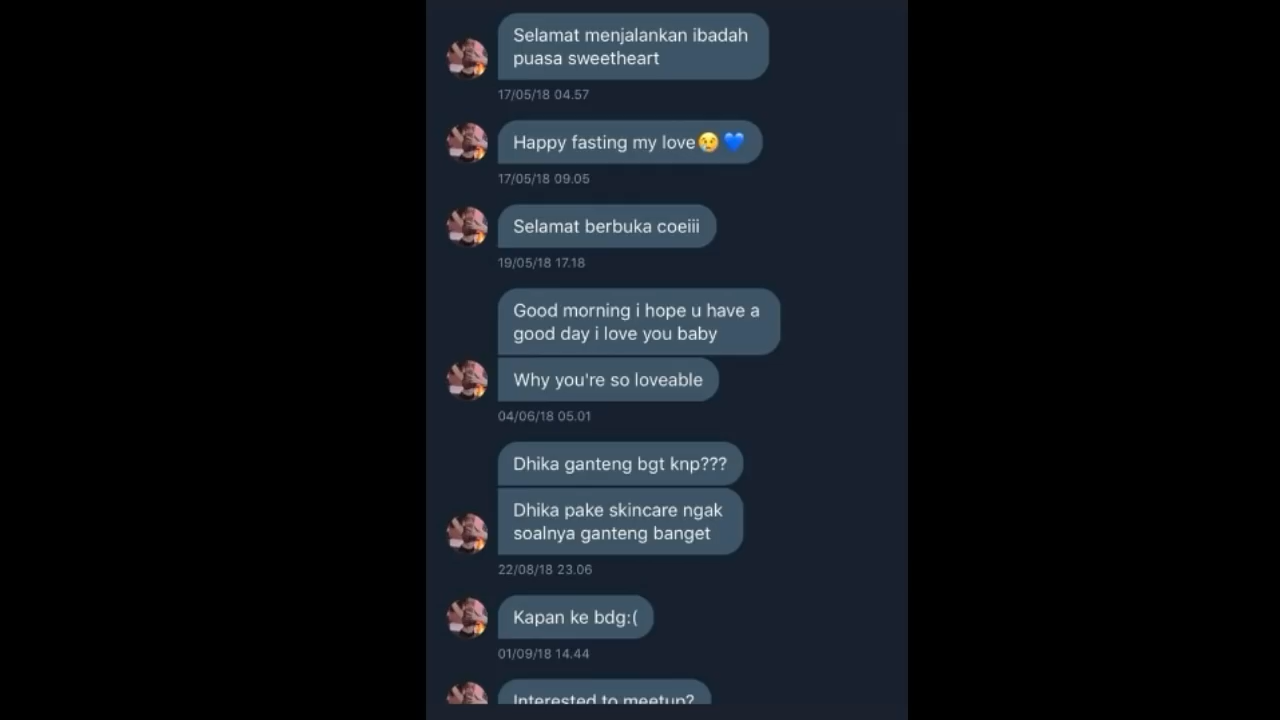 Selamat menjalankan ibadah
puasa sweetheart
17/05/18 04.57
Happy fasting my love😢💙
17/05/18 09.05
Selamat berbuka coeiii
19/05/18 17.18
Good morning i hope u have a
good day i love you baby
Why you're so loveable
04/06/18 05.01
Dhika ganteng bgt knp???
Dhika pake skincare ngak
soalnya ganteng banget
22/08/18 23.06
Kapan ke bdg:(
01/09/18 14.44
Interested to meetup?